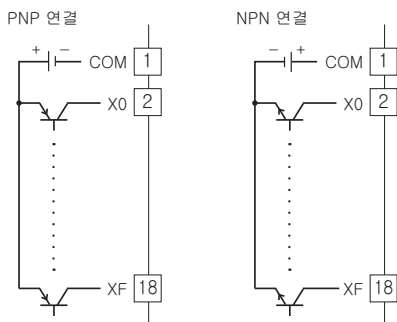 PNP 연결
+ −
COM 1
X0 2
XF 18
NPN 연결
− +
COM 1
X0 2
XF 18